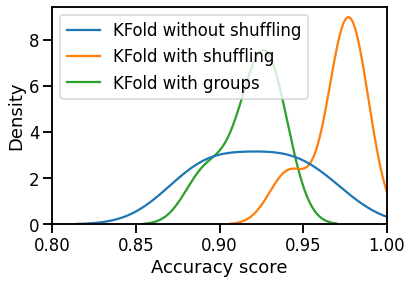 KFold without shuffling
KFold with shuffling
KFold with groups
Density
8
6
4
2
0
0.80 0.85 0.90 0.95 1.00
Accuracy score